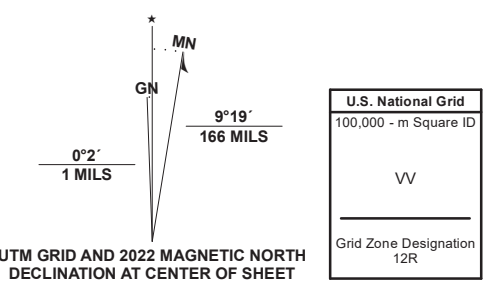 ★
MN
GN
9°19´
166 MILS
0°2´
1 MILS
UTM GRID AND 2022 MAGNETIC NORTH
DECLINATION AT CENTER OF SHEET
U.S. National Grid
100,000 - m Square ID
VV
Grid Zone Designation
12R